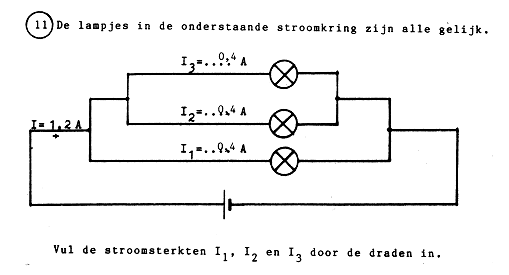 11 De lampjes in de onderstaande stroomkring zijn alle gelijk.
I₃=..0,4 A
I₂=..0,4 A
I=1.2 A
+
I₁=..0,4 A
Vul de stroomsterkten I₁, I₂ en I₃ door de draden in.